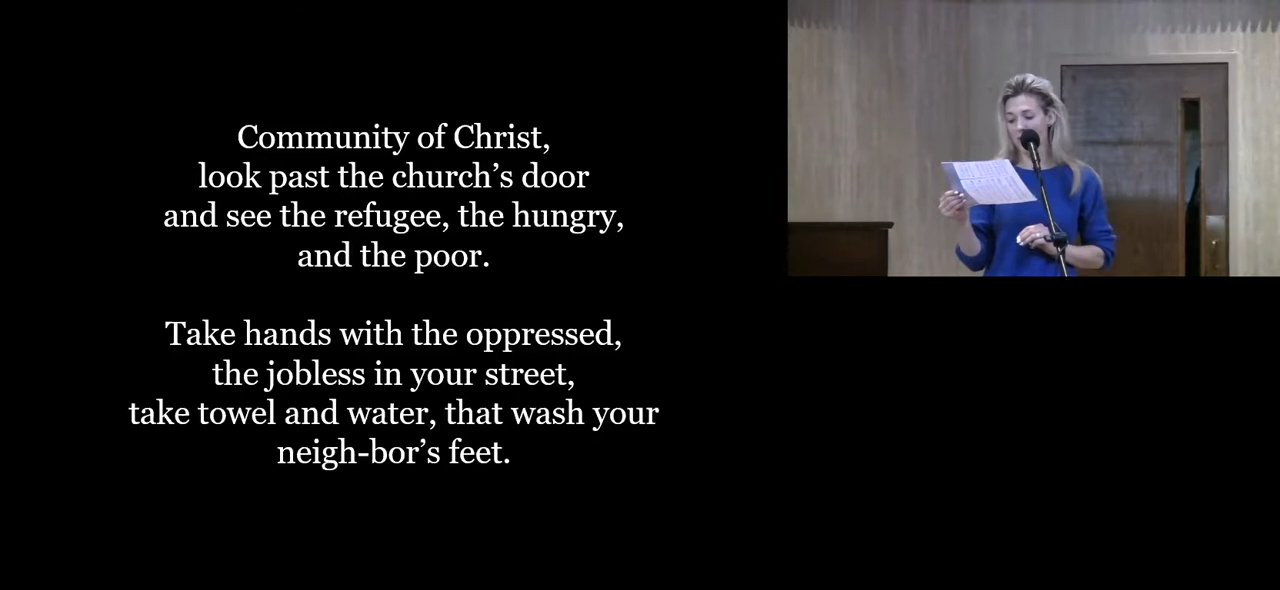 Community of Christ,
look past the church’s door
and see the refugee, the hungry,
and the poor.
Take hands with the oppressed,
the jobless in your street,
take towel and water, that wash your
neigh-bor’s feet.